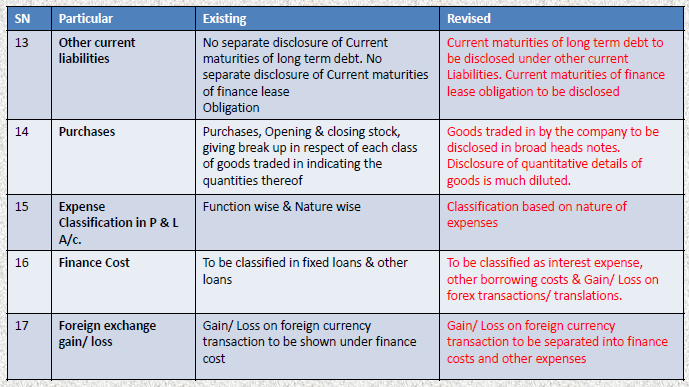 SN Particular Existing Revised
13 Other current No separate disclosure of Current Current maturities of long term debt to
liabilities maturities of long term debt. No be disclosed under other current
separate disclosure of Current maturities Liabilities. Current maturities of finance
of finance lease lease obligation to be disclosed
Obligation
14 Purchases Purchases, Opening & closing stock, Goods traded in by the company to be
giving break up in respect of each class disclosed in broad heads notes.
of goods traded in indicating the Disclosure of quantitative details of
quantities thereof goods is much diluted.
15 Expense Function wise & Nature wise Classification based on nature of
Classification in P & L expenses
A/c.
16 Finance Cost To be classified in fixed loans & other To be classified as interest expense,
loans other borrowing costs & Gain/ Loss on
forex transactions/ translations.
17 Foreign exchange Gain/ Loss on foreign currency Gain/ Loss on foreign currency
gain/ loss transaction to be shown under finance transaction to be separated into finance
cost costs and other expenses